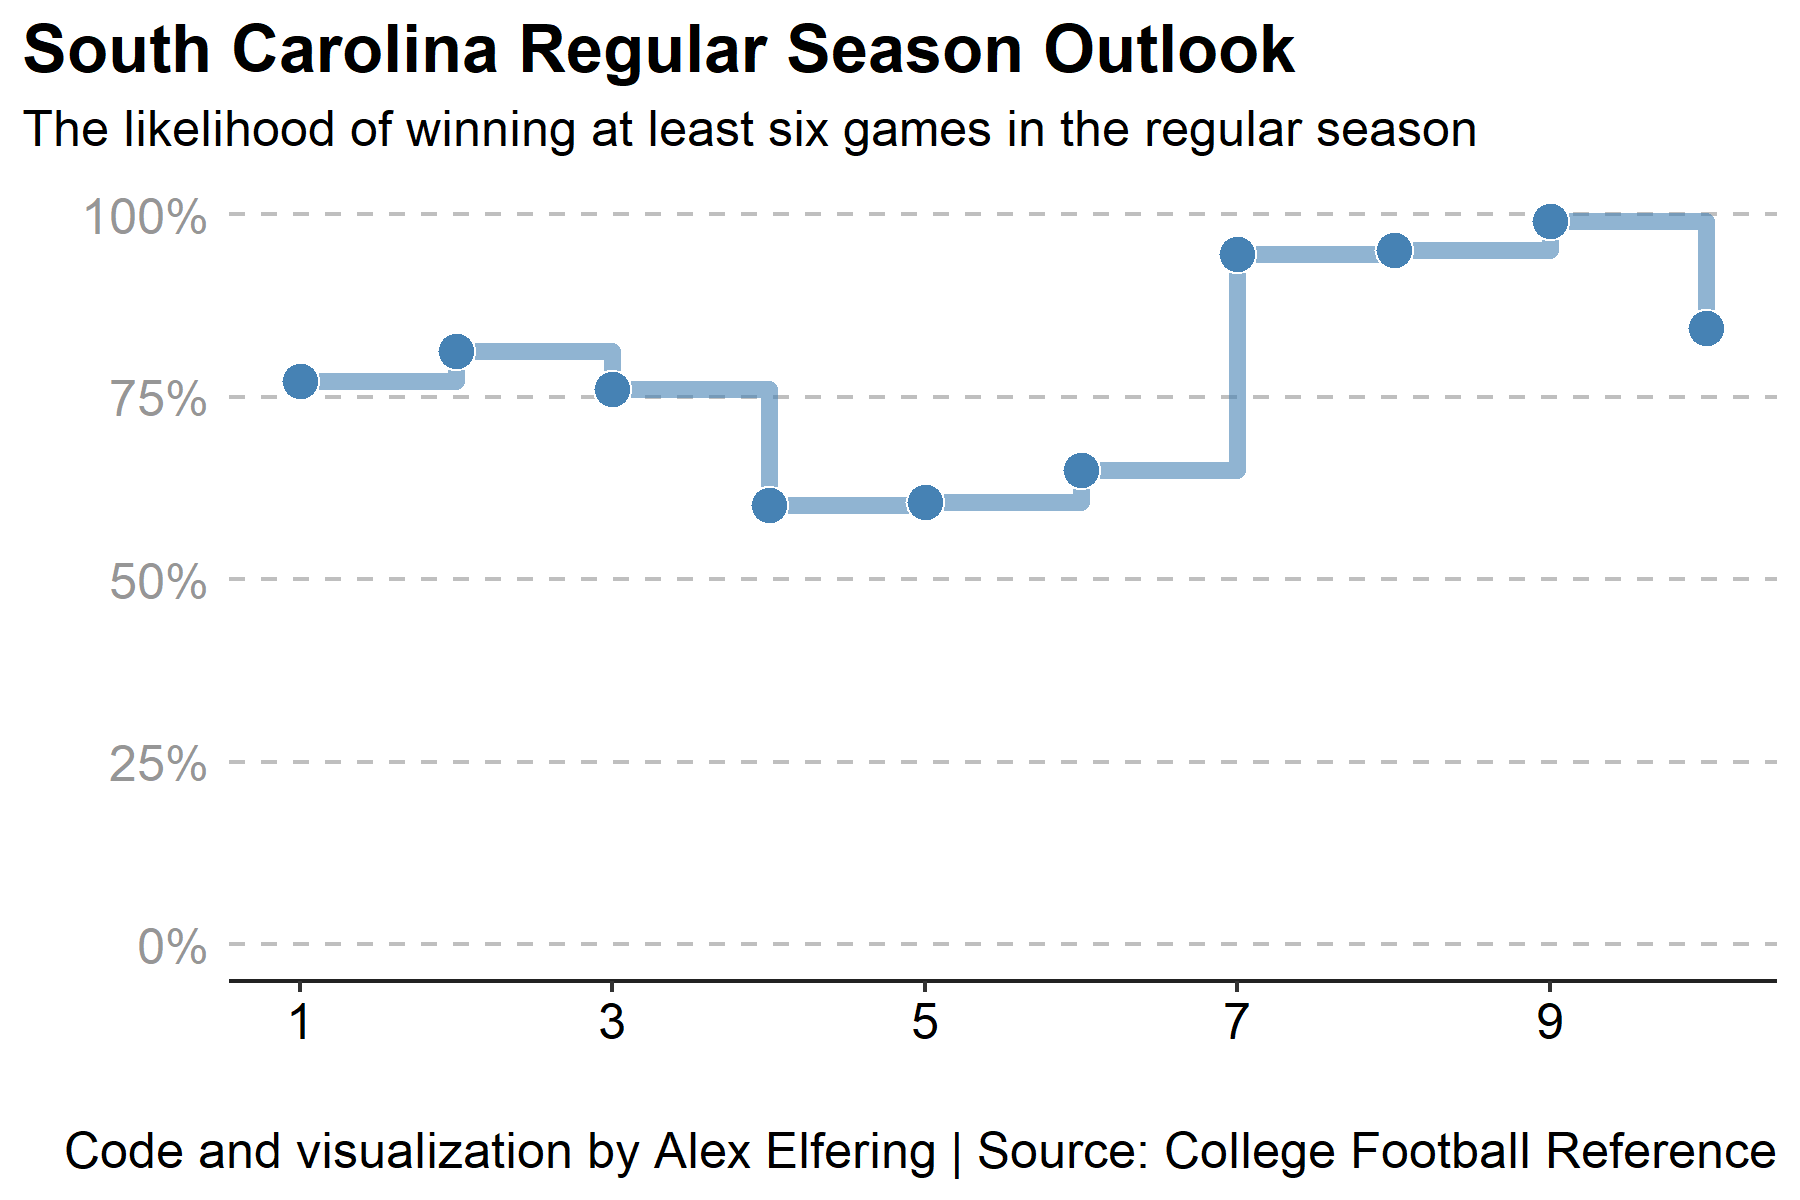 South Carolina Regular Season Outlook
The likelihood of winning at least six games in the regular season
100%
75%
50%
25%
0%
1 3 5 7 9
Code and visualization by Alex Elfering | Source: College Football Reference